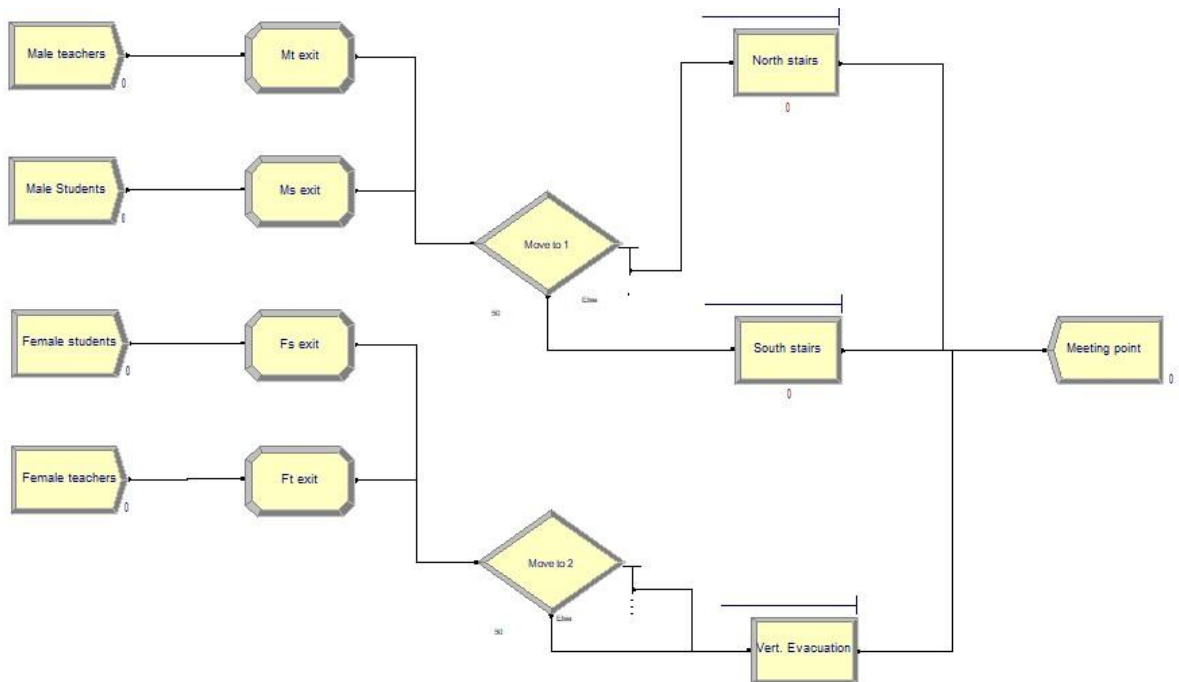 Male teachers
0
Mt exit
North stairs
0
Male Students
0
Ms exit
Move to 1
Else
50
Female students
0
Fs exit
South stairs
0
Meeting point
0
Female teachers
0
Ft exit
Move to 2
Else
50
Vert. Evacuation